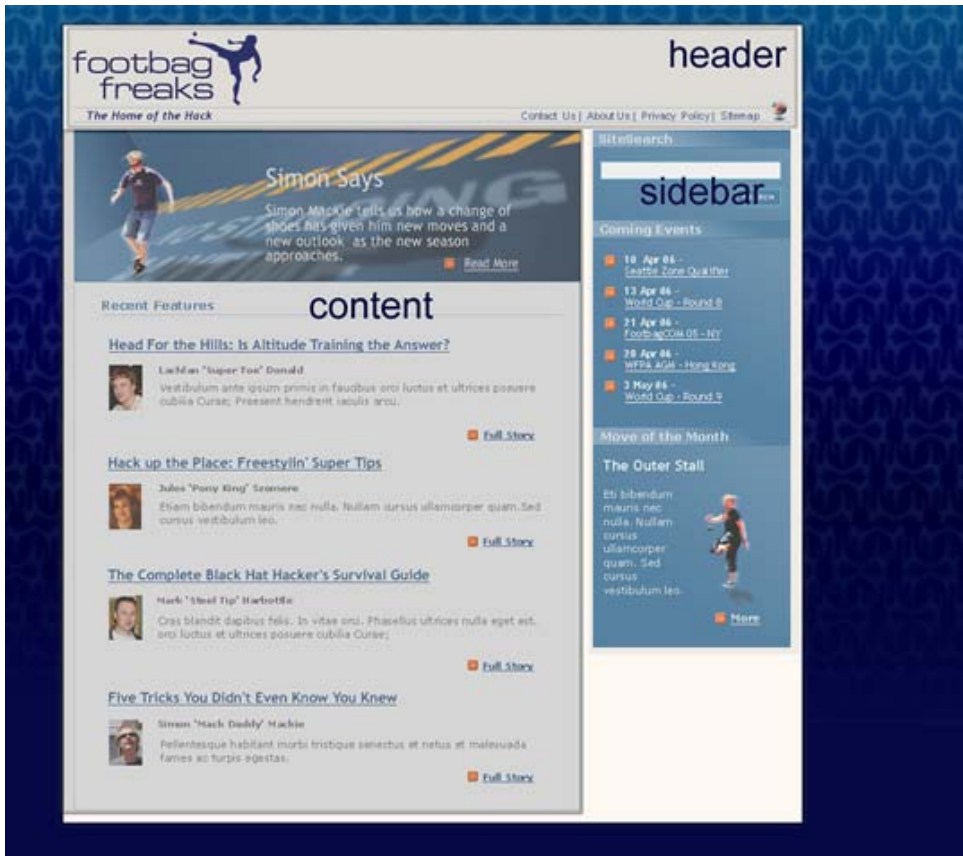 footbag
freaks
header
The Home of the Hack
Contact Us | About Us | Privacy Policy | Sitemap
Simon Says
Simon Mackie tells us how a change of
shoes has given him new moves and a
new outlook as the new season
approaches.
Read More
SiteSearch
sidebar
Coming Events
10 Apr 06 -
Seattle Zone Qualifier
13 Apr 06 -
World Cup - Round 8
21 Apr 06 -
FootbagCON 05 - NY
28 Apr 06 -
WFPA AGM - Hong Kong
3 May 06 -
World Cup - Round 9
Move of the Month
The Outer Stall
Eti bibendum
mauris nec
nulla. Nullam
cursus
ullamcorper
quam. Sed
cursus
vestibulum leo.
More
content
Recent Features
Head For the Hills: Is Altitude Training the Answer?
Lachlan 'Super Toe' Donald
Vestibulum ante ipsum primis in faucibus orci luctus et ultrices posuere
cubilia Curae; Praesent hendrerit iaculis arcu.
Full Story
Hack up the Place: Freestylin' Super Tips
Jules 'Pony King' Szemere
Etiam bibendum mauris nec nulla. Nullam cursus ullamcorper quam. Sed
cursus vestibulum leo.
Full Story
The Complete Black Hat Hacker's Survival Guide
Mark 'Steel Tip' Harbottle
Cras blandit dapibus felis. In vitae orci. Phasellus ultrices nulla eget est.
orci luctus et ultrices posuere cubilia Curae;
Full Story
Five Tricks You Didn't Even Know You Knew
Simon 'Mack Daddy' Mackie
Pellentesque habitant morbi tristique senectus et netus et malesuada
fames ac turpis egestas.
Full Story